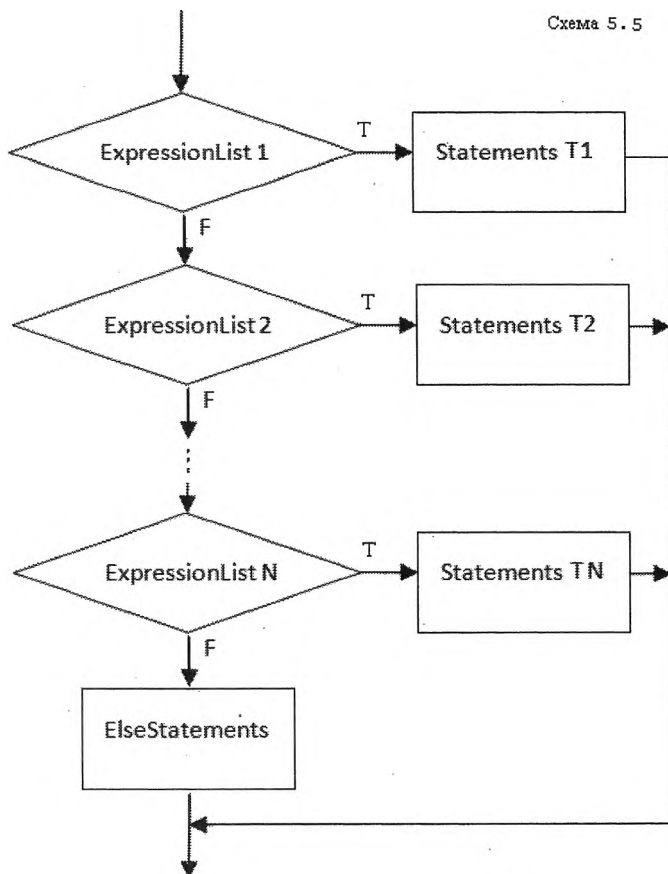 Схема 5.5
ExpressionList 1
T
Statements T1
F
ExpressionList 2
T
Statements T2
F
ExpressionList N
T
Statements TN
F
ElseStatements